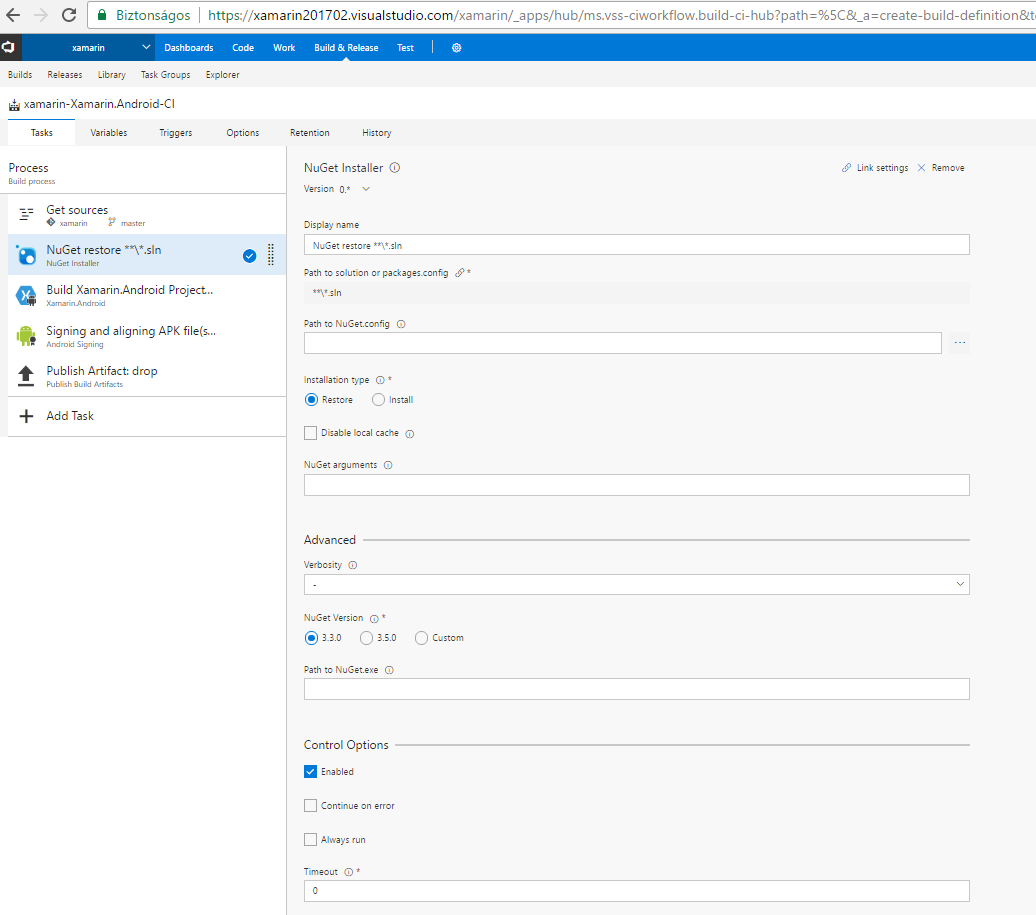 Biztonságos https://xamarin201702.visualstudio.com/xamarin/_apps/hub/ms.vss-ciworkflow.build-ci-hub?path=%5C&_a=create-build-definition&t
xamarin Dashboards Code Work Build & Release Test
Builds Releases Library Task Groups Explorer
xamarin-Xamarin.Android-CI
Tasks Variables Triggers Options Retention History
Process
Build process
Get sources
xamarin master
NuGet restore **\*.sln
NuGet Installer
Build Xamarin.Android Project...
Xamarin.Android
Signing and aligning APK file(s...
Android Signing
Publish Artifact: drop
Publish Build Artifacts
Add Task
NuGet Installer Link settings Remove
Version 0.*
Display name
NuGet restore **\*.sln
Path to solution or packages.config *
**\*.sln
Path to NuGet.config
...
Installation type *
Restore Install
Disable local cache
NuGet arguments
Advanced
Verbosity
-
NuGet Version *
3.3.0 3.5.0 Custom
Path to NuGet.exe
Control Options
Enabled
Continue on error
Always run
Timeout *
0